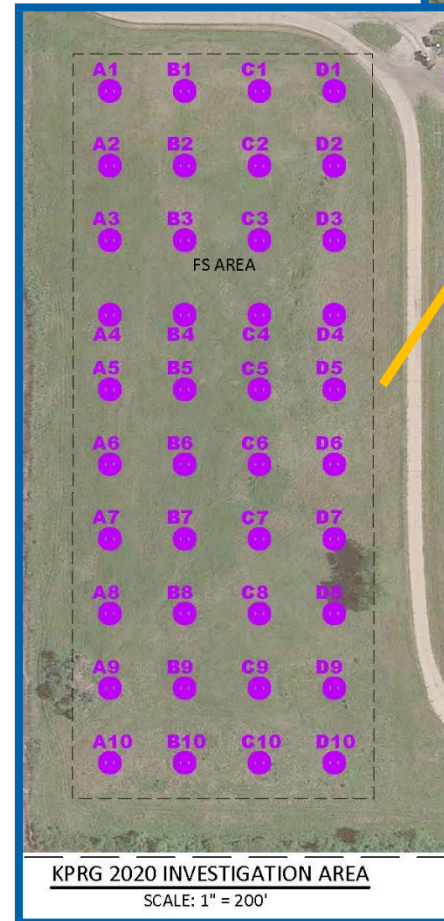 A1 B1 C1 D1
A2 B2 C2 D2
A3 B3 C3 D3
FS AREA
A4 B4 C4 D4
A5 B5 C5 D5
A6 B6 C6 D6
A7 B7 C7 D7
A8 B8 C8 D8
A9 B9 C9 D9
A10 B10 C10 D10
KPRG 2020 INVESTIGATION AREA
SCALE: 1" = 200'